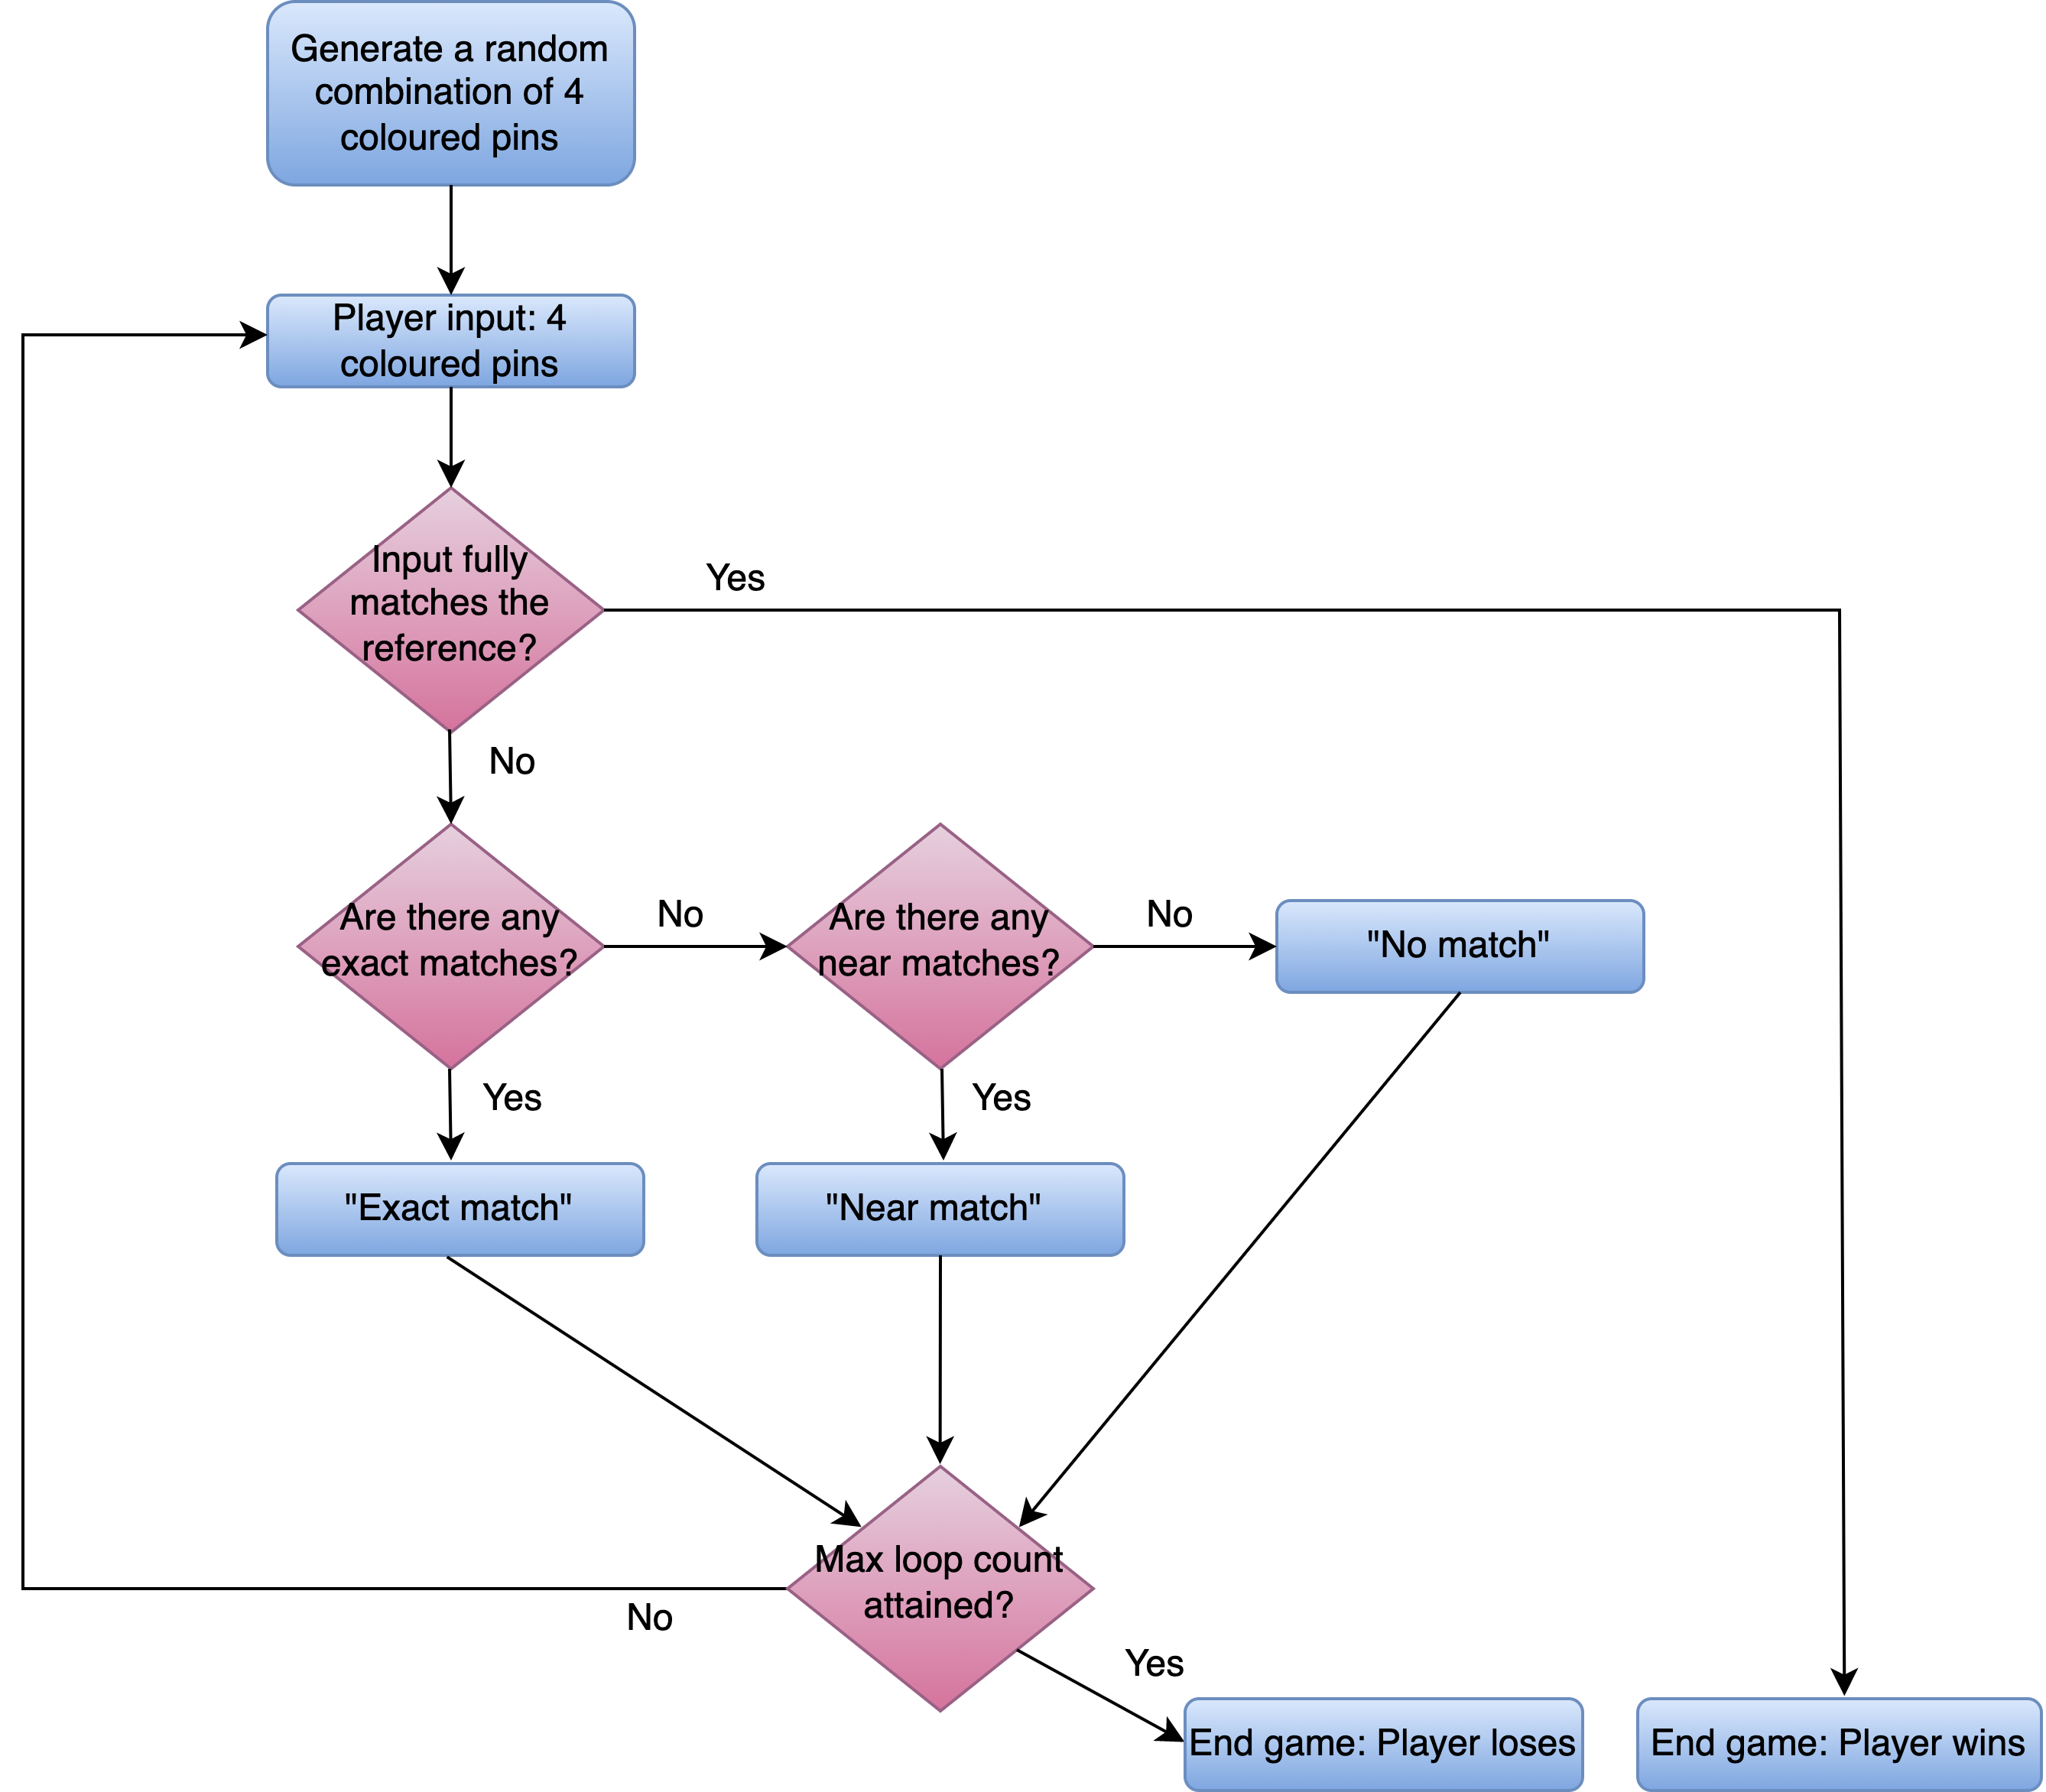 Generate a random
combination of 4
coloured pins
Player input: 4
coloured pins
Input fully
matches the
reference?
Yes
No
Are there any
exact matches?
No
Are there any
near matches?
No
"No match"
Yes
Yes
"Exact match"
"Near match"
Max loop count
attained?
No
Yes
End game: Player loses
End game: Player wins